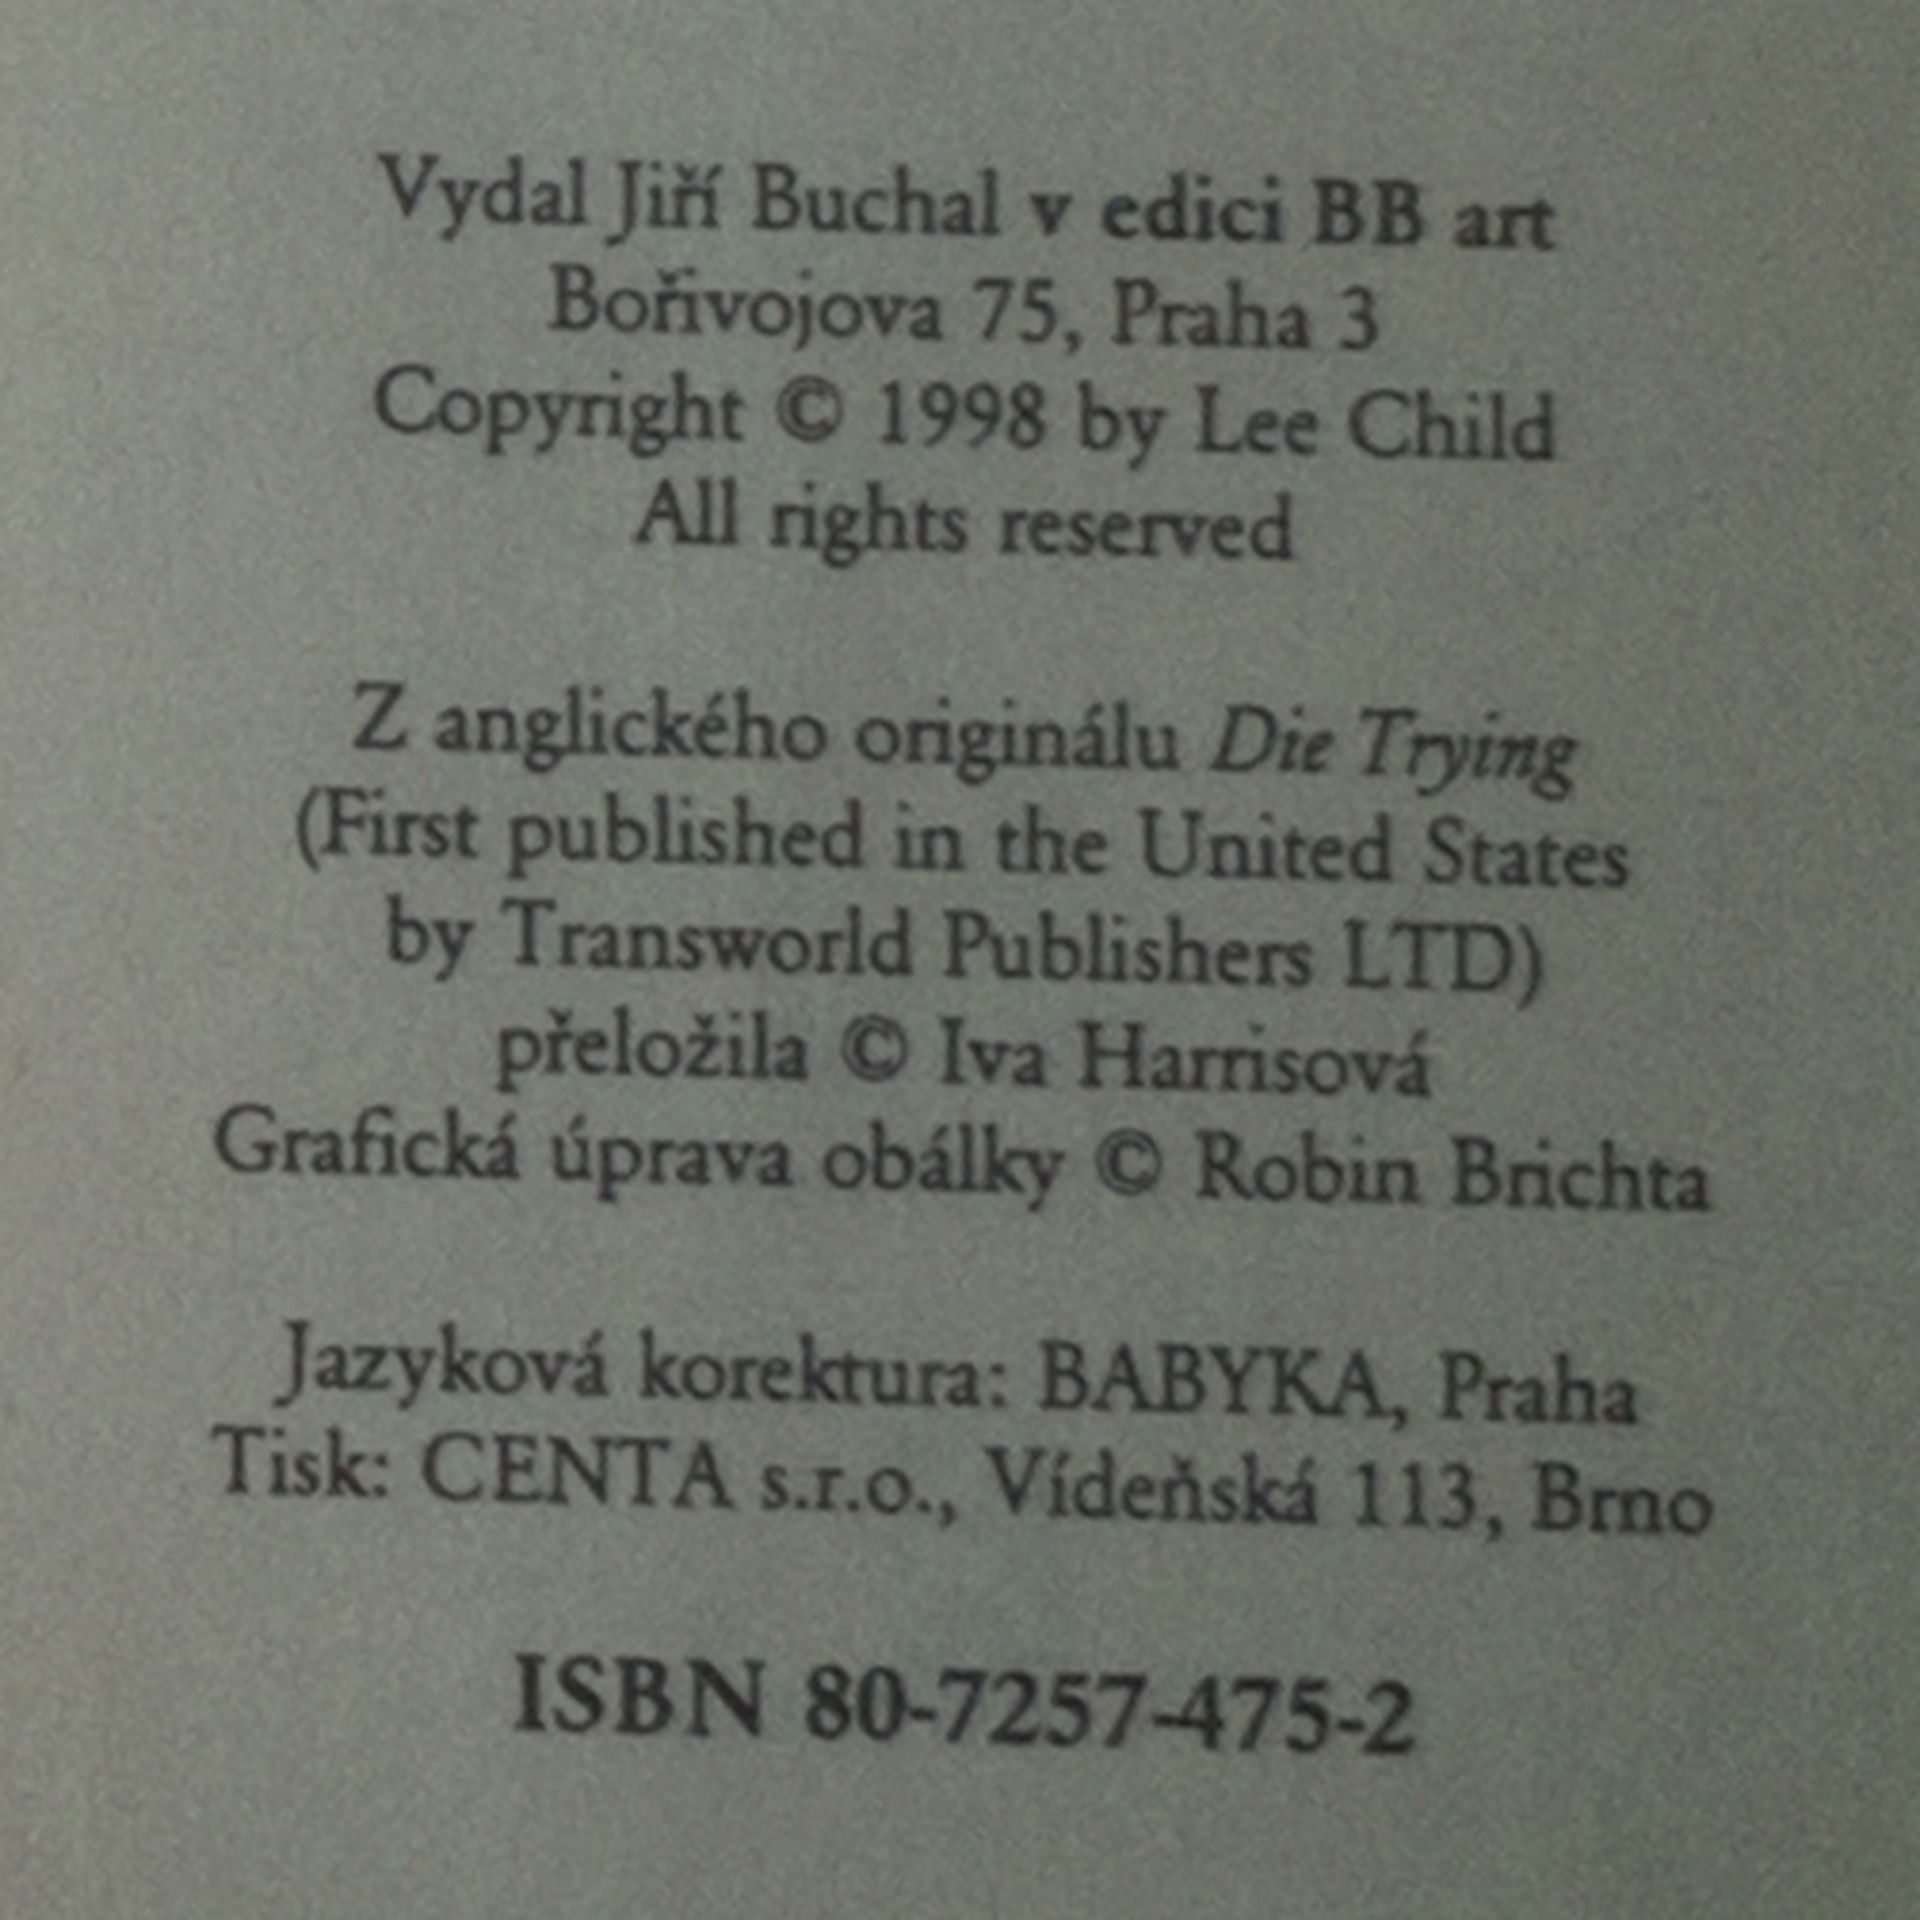 Vydal Jiří Buchal v edici BB art
Bořivojova 75, Praha 3
Copyright © 1998 by Lee Child
All rights reserved
Z anglického originálu Die Trying
(First published in the United States
by Transworld Publishers LTD)
přeložila © Iva Harrisová
Grafická úprava obálky © Robin Brichta
Jazyková korektura: BABYKA, Praha
Tisk: CENTA s.r.o., Vídeňská 113, Brno
ISBN 80-7257-475-2